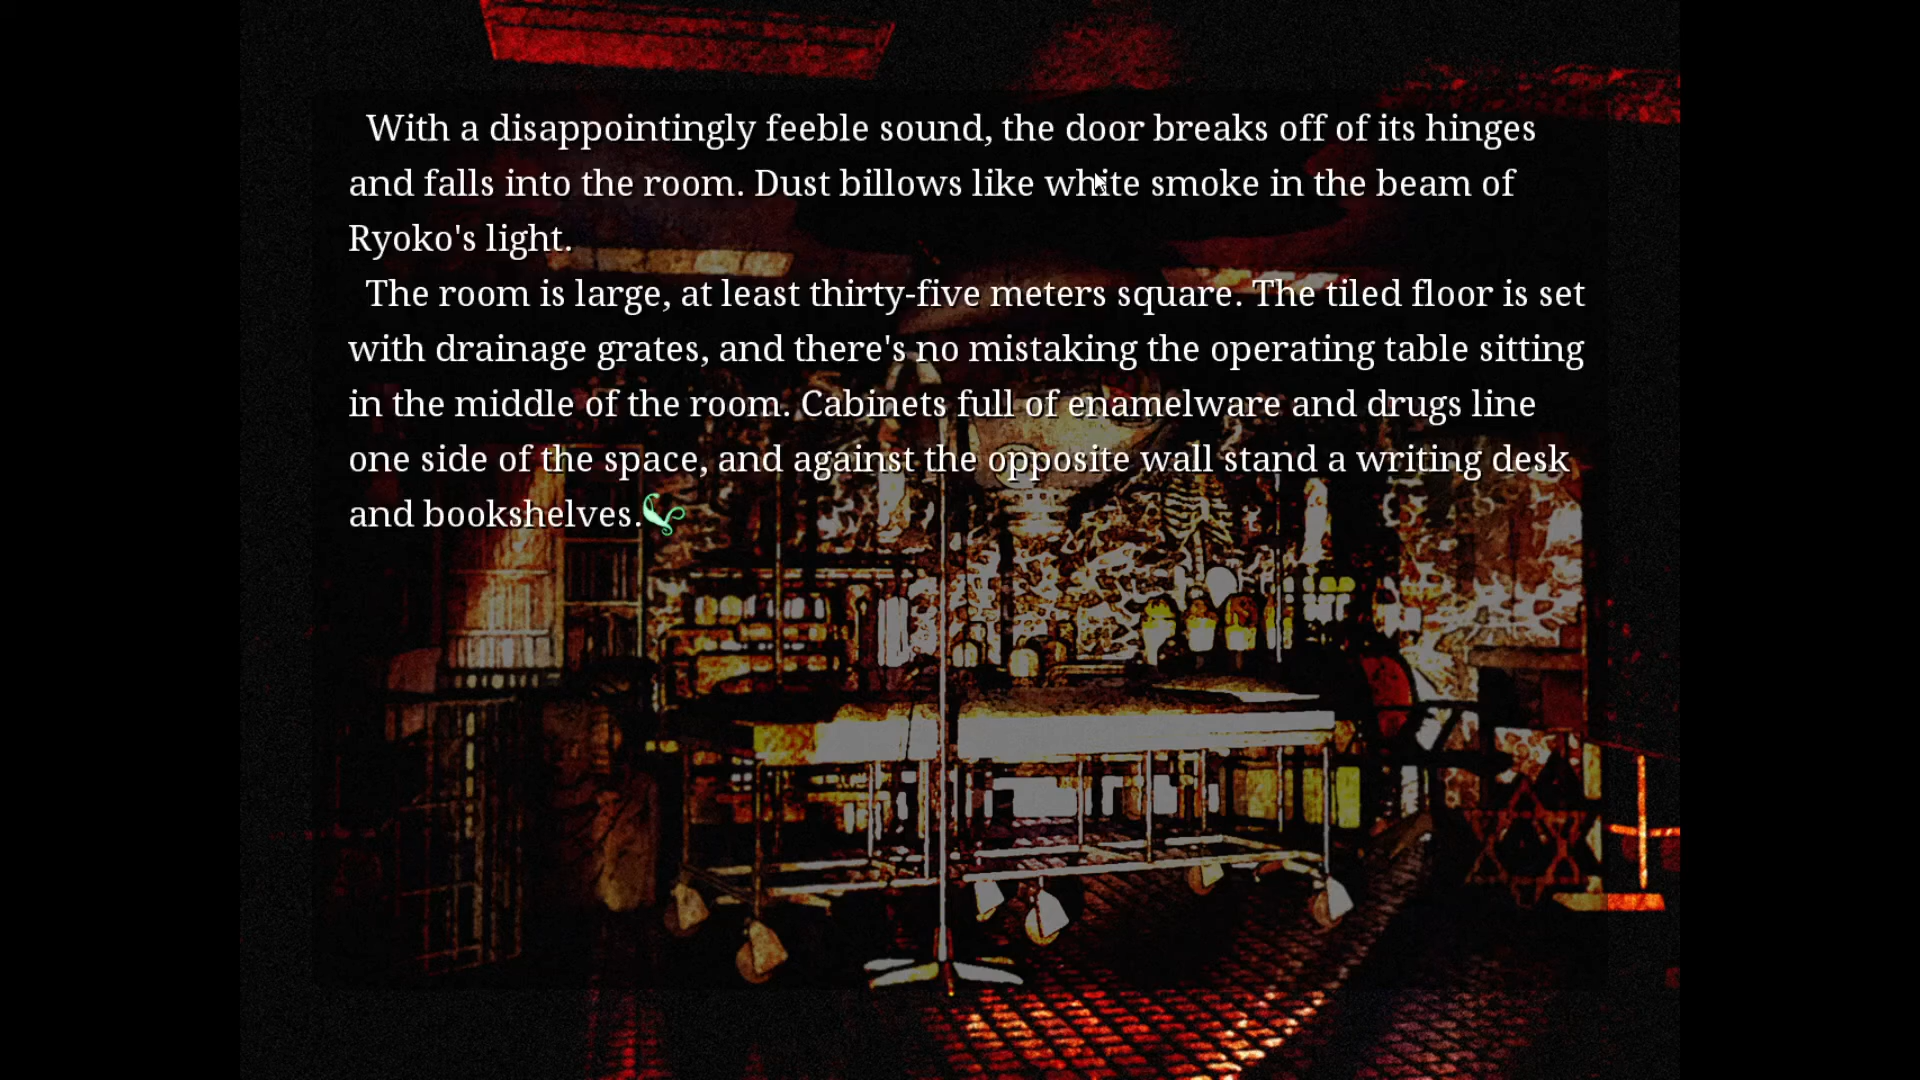 With a disappointingly feeble sound, the door breaks off of its hinges
and falls into the room. Dust billows like white smoke in the beam of
Ryoko's light.
The room is large, at least thirty-five meters square. The tiled floor is set
with drainage grates, and there's no mistaking the operating table sitting
in the middle of the room. Cabinets full of enamelware and drugs line
one side of the space, and against the opposite wall stand a writing desk
and bookshelves.